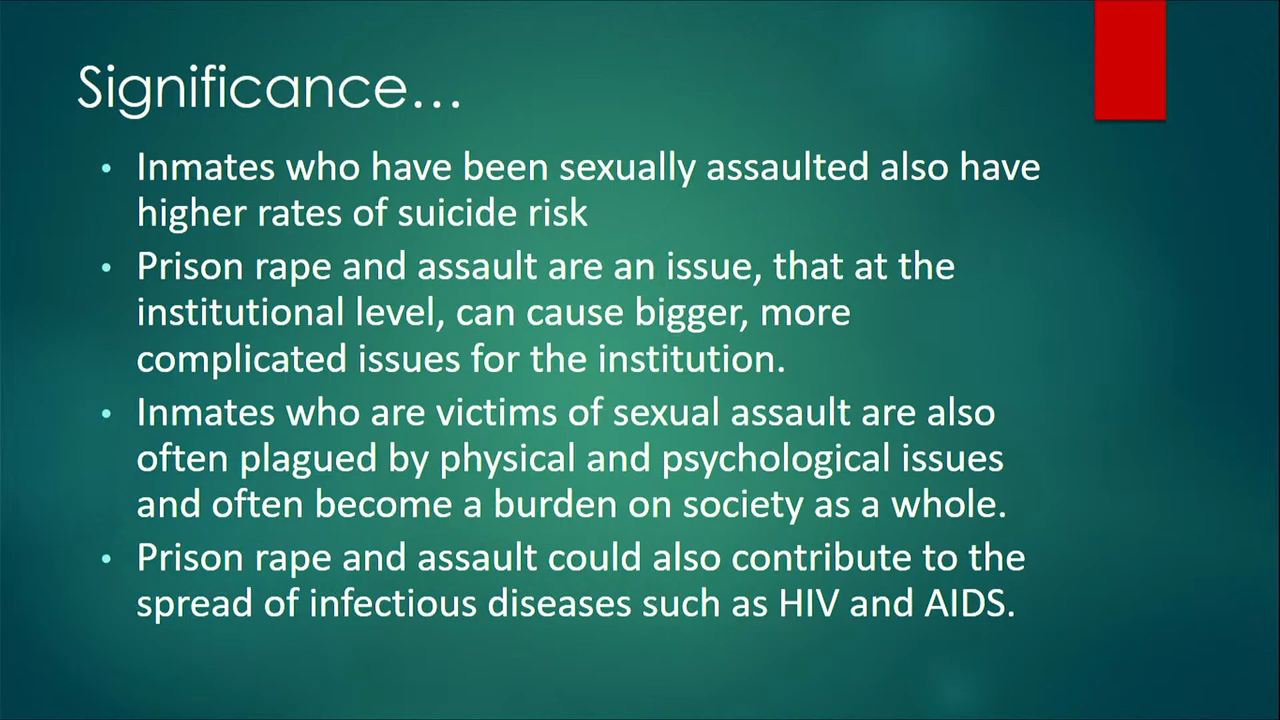 Significance...
• Inmates who have been sexually assaulted also have
higher rates of suicide risk
• Prison rape and assault are an issue, that at the
institutional level, can cause bigger, more
complicated issues for the institution.
• Inmates who are victims of sexual assault are also
often plagued by physical and psychological issues
and often become a burden on society as a whole.
• Prison rape and assault could also contribute to the
spread of infectious diseases such as HIV and AIDS.